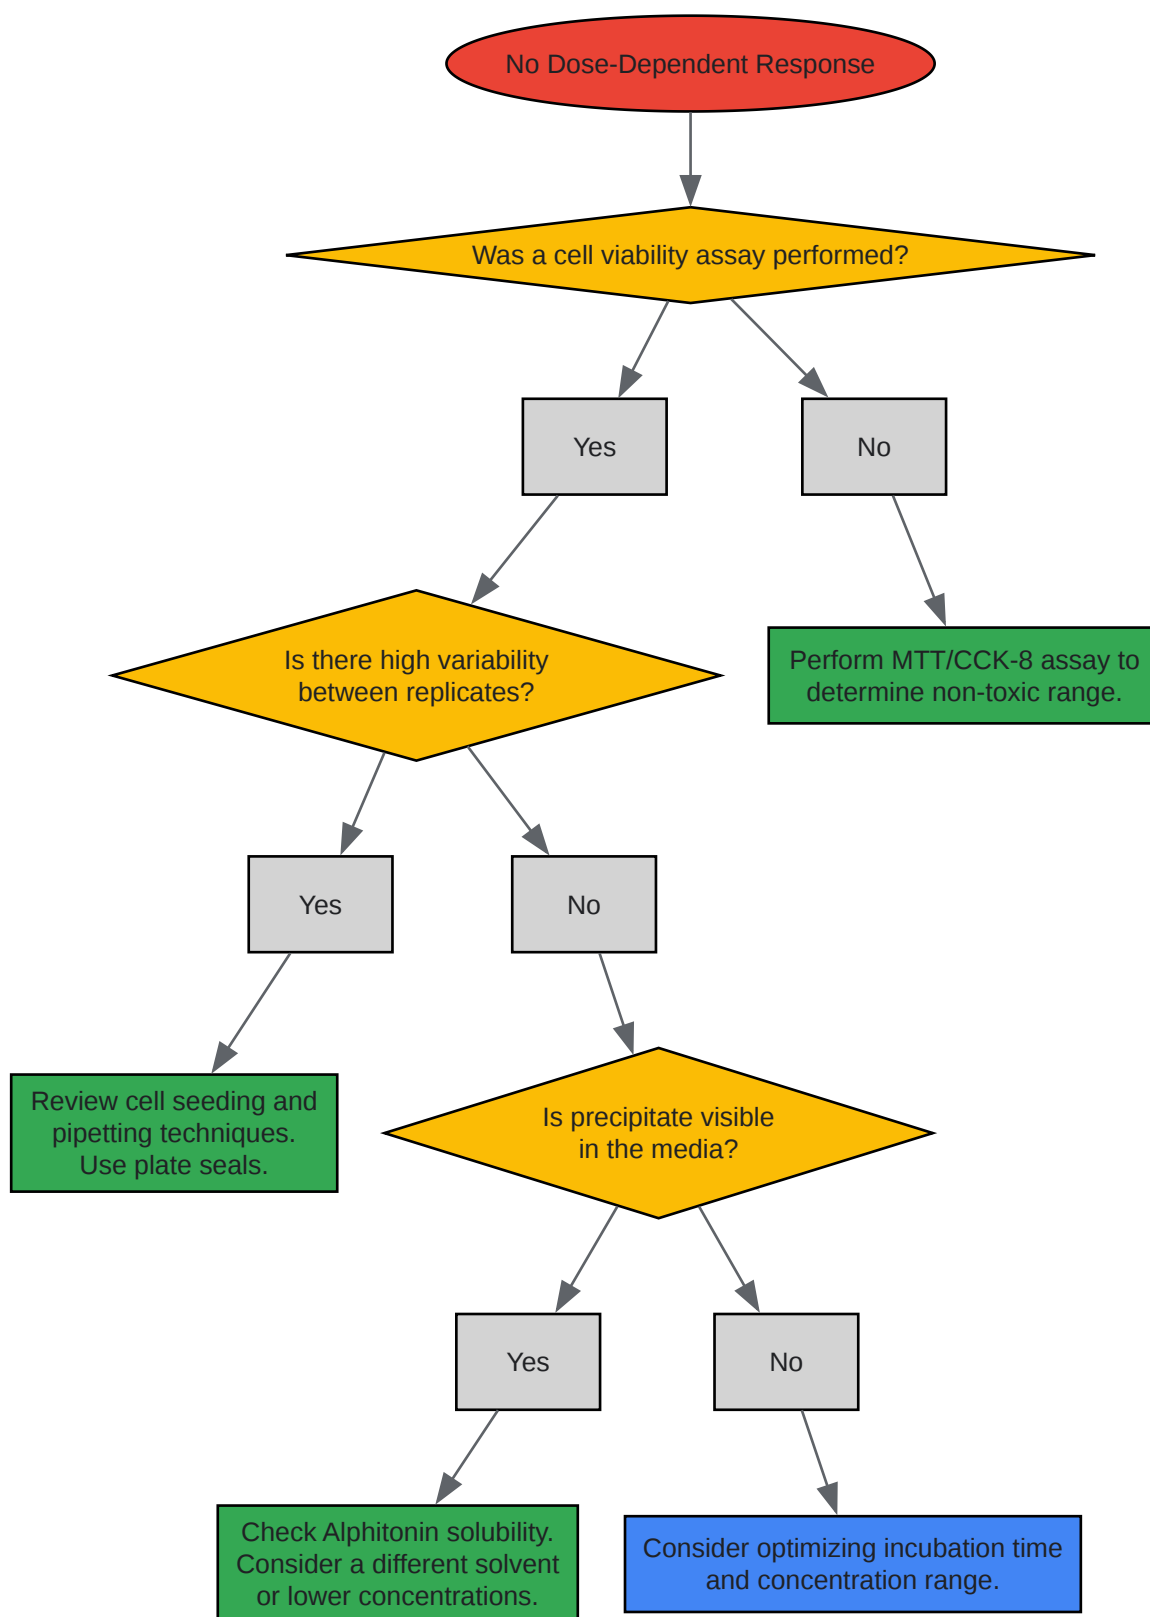 No Dose-Dependent Response
Was a cell viability assay performed?
Yes
No
Is there high variability
between replicates?
Perform MTT/CCK-8 assay to
determine non-toxic range.
Yes
No
Review cell seeding and
pipetting techniques.
Use plate seals.
Is precipitate visible
in the media?
Yes
No
Check Alphitonin solubility.
Consider a different solvent
or lower concentrations.
Consider optimizing incubation time
and concentration range.